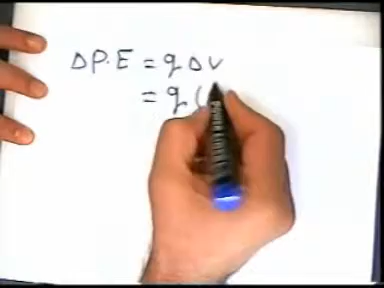 ΔP.E = qΔV
= q (